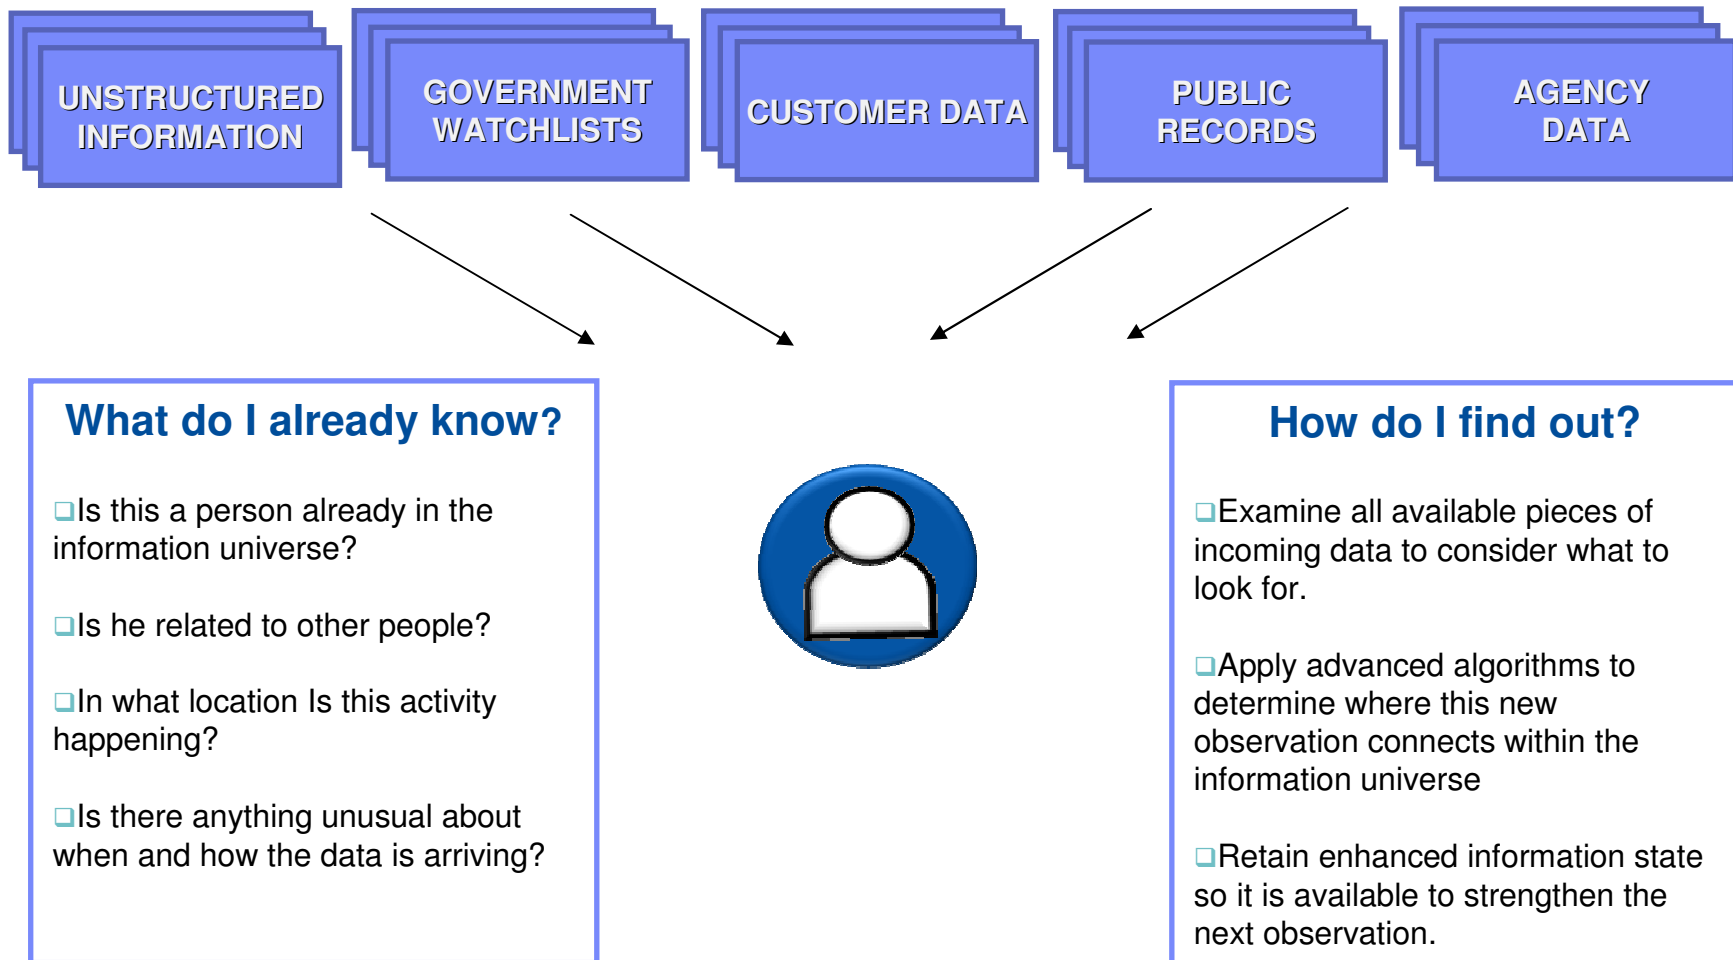 UNSTRUCTURED
INFORMATION
GOVERNMENT
WATCHLISTS
CUSTOMER DATA
PUBLIC
RECORDS
AGENCY
DATA
What do I already know?
Is this a person already in the
information universe?
Is he related to other people?
In what location Is this activity
happening?
Is there anything unusual about
when and how the data is arriving?
How do I find out?
Examine all available pieces of
incoming data to consider what to
look for.
Apply advanced algorithms to
determine where this new
observation connects within the
information universe
Retain enhanced information state
so it is available to strengthen the
next observation.